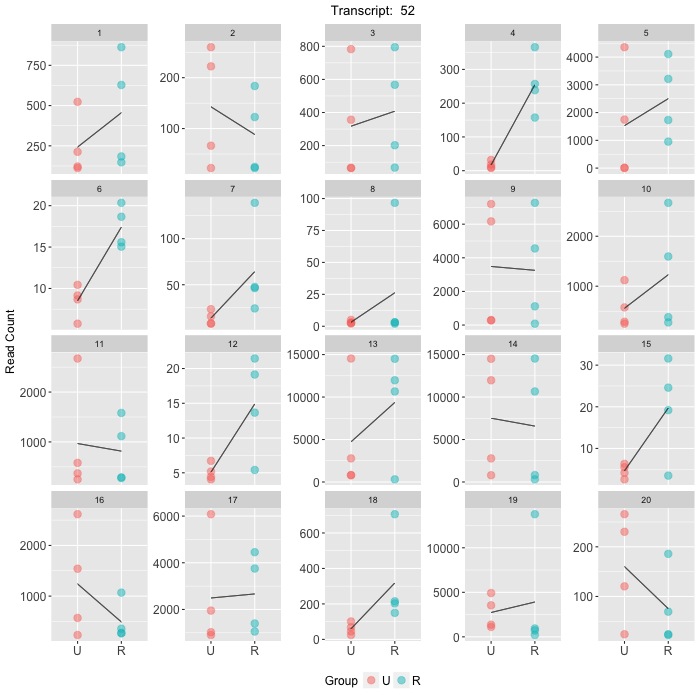 Transcript: 52
1 2 3 4 5
750 500 250
200 100
800 600 400 200 0
300 200 100 0
4000 3000 2000 1000 0
6 7 8 9 10
20 15 10
100 50
100 75 50 25 0
6000 4000 2000 0
2000 1000
Read Count
11 12 13 14 15
2000 1000
20 15 10 5
15000 10000 5000 0
15000 10000 5000 0
30 20 10
16 17 18 19 20
2000 1000
6000 4000 2000
600 400 200 0
10000 5000 0
200 100
U R U R U R U R U R
Group U R